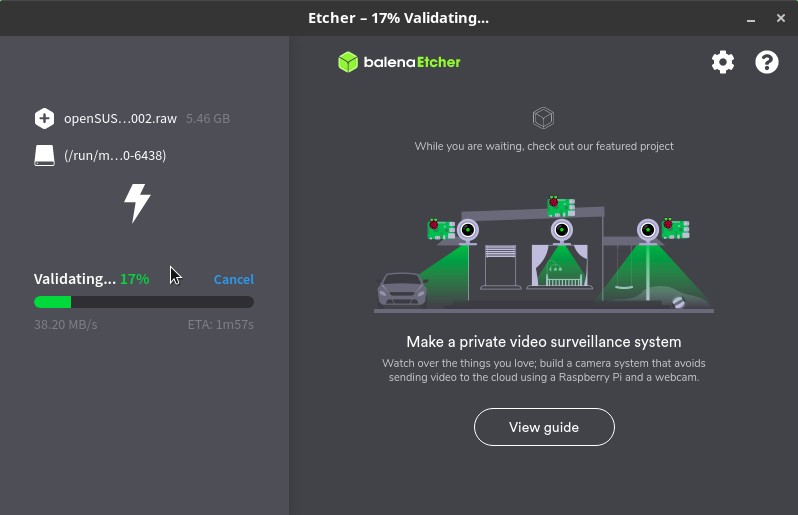 Etcher – 17% Validating...
balenaEtcher
openSUS...002.raw 5.46 GB
(/run/m...0-6438)
While you are waiting, check out our featured project
Validating... 17% Cancel
38.20 MB/s ETA: 1m57s
Make a private video surveillance system
Watch over the things you love; build a camera system that avoids
sending video to the cloud using a Raspberry Pi and a webcam.
View guide